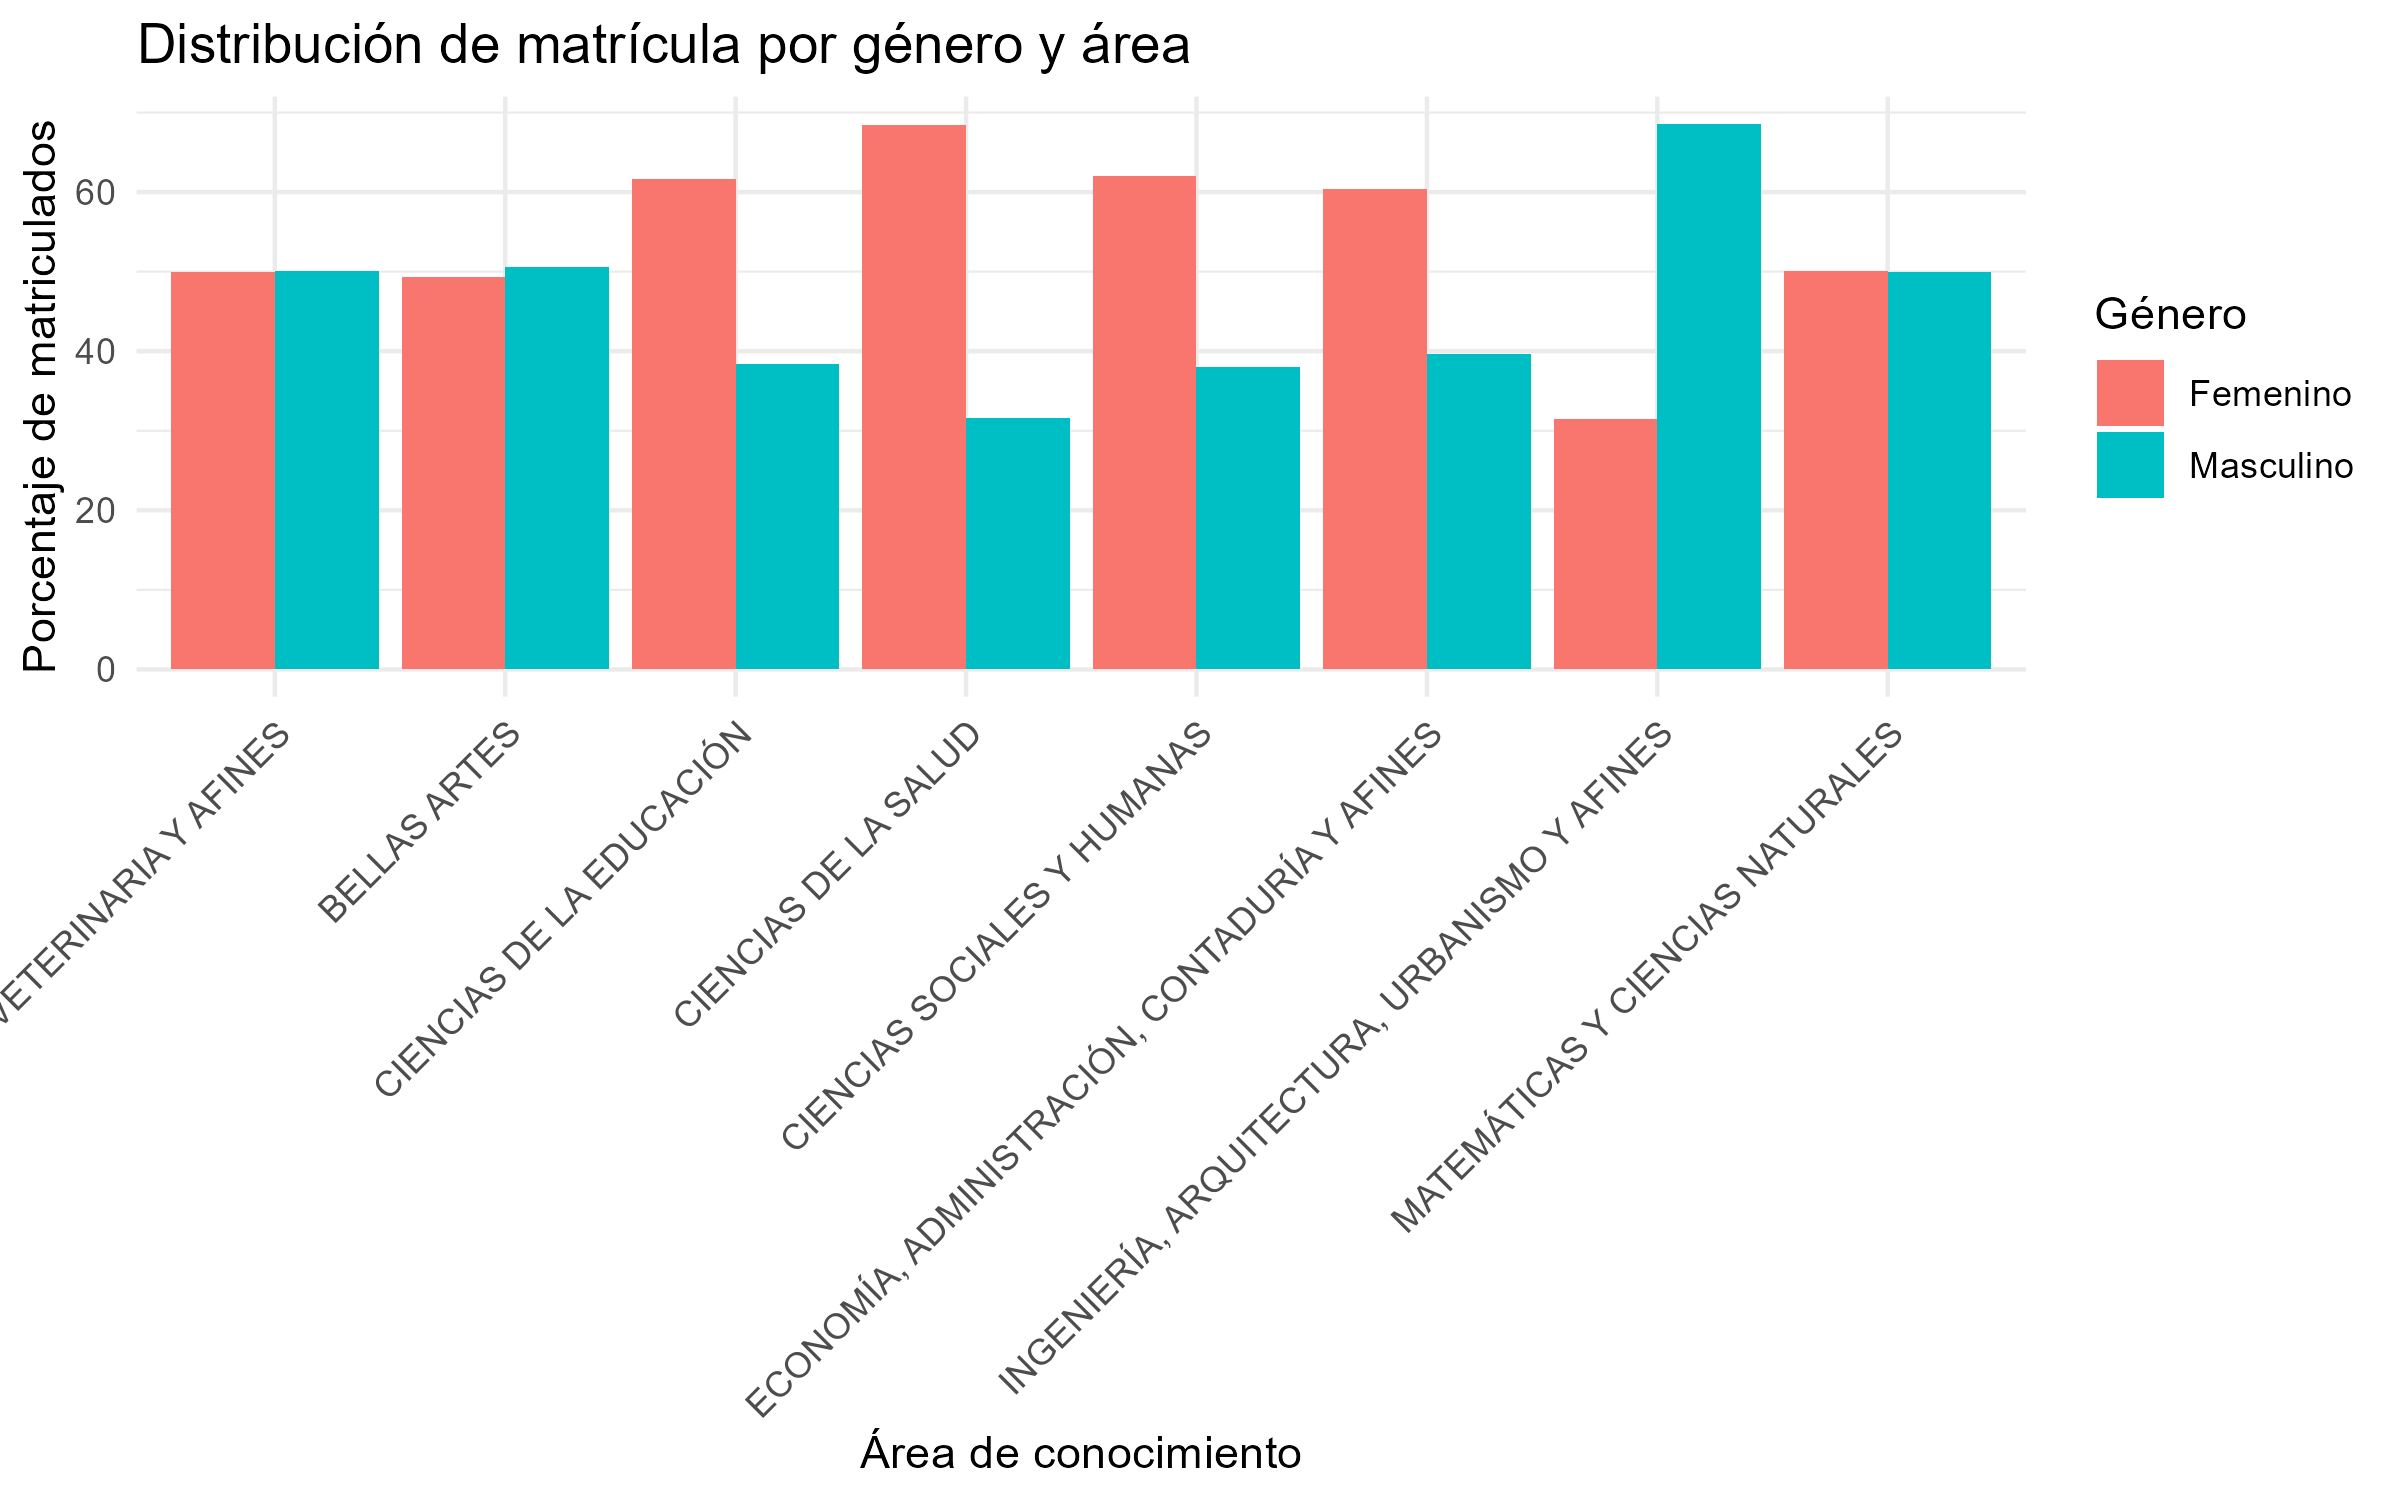 Distribución de matrícula por género y área
Porcentaje de matriculados
60
40
20
0
Género
Femenino
Masculino
VETERINARIA Y AFINES
BELLAS ARTES
CIENCIAS DE LA EDUCACIÓN
CIENCIAS DE LA SALUD
CIENCIAS SOCIALES Y HUMANAS
ECONOMÍA, ADMINISTRACIÓN, CONTADURÍA Y AFINES
INGENIERÍA, ARQUITECTURA, URBANISMO Y AFINES
MATEMÁTICAS Y CIENCIAS NATURALES
Área de conocimiento